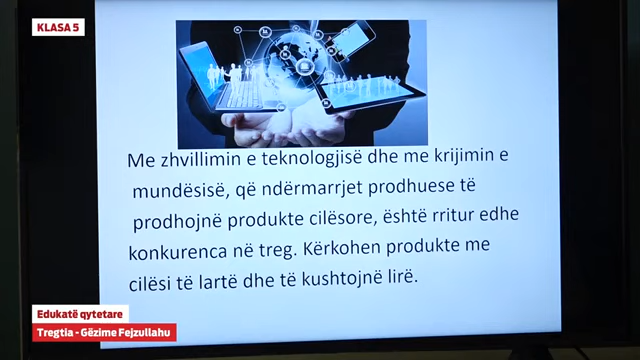 KLASA 5
Me zhvillimin e teknologjisë dhe me krijimin e
mundësisë, që ndërmarrjet prodhuese të
prodhojnë produkte cilësore, është rritur edhe
konkurenca në treg. Kërkohen produkte me
cilësi të lartë dhe të kushtojnë lirë.
Edukatë qytetare
Tregtia - Gëzime Fejzullahu